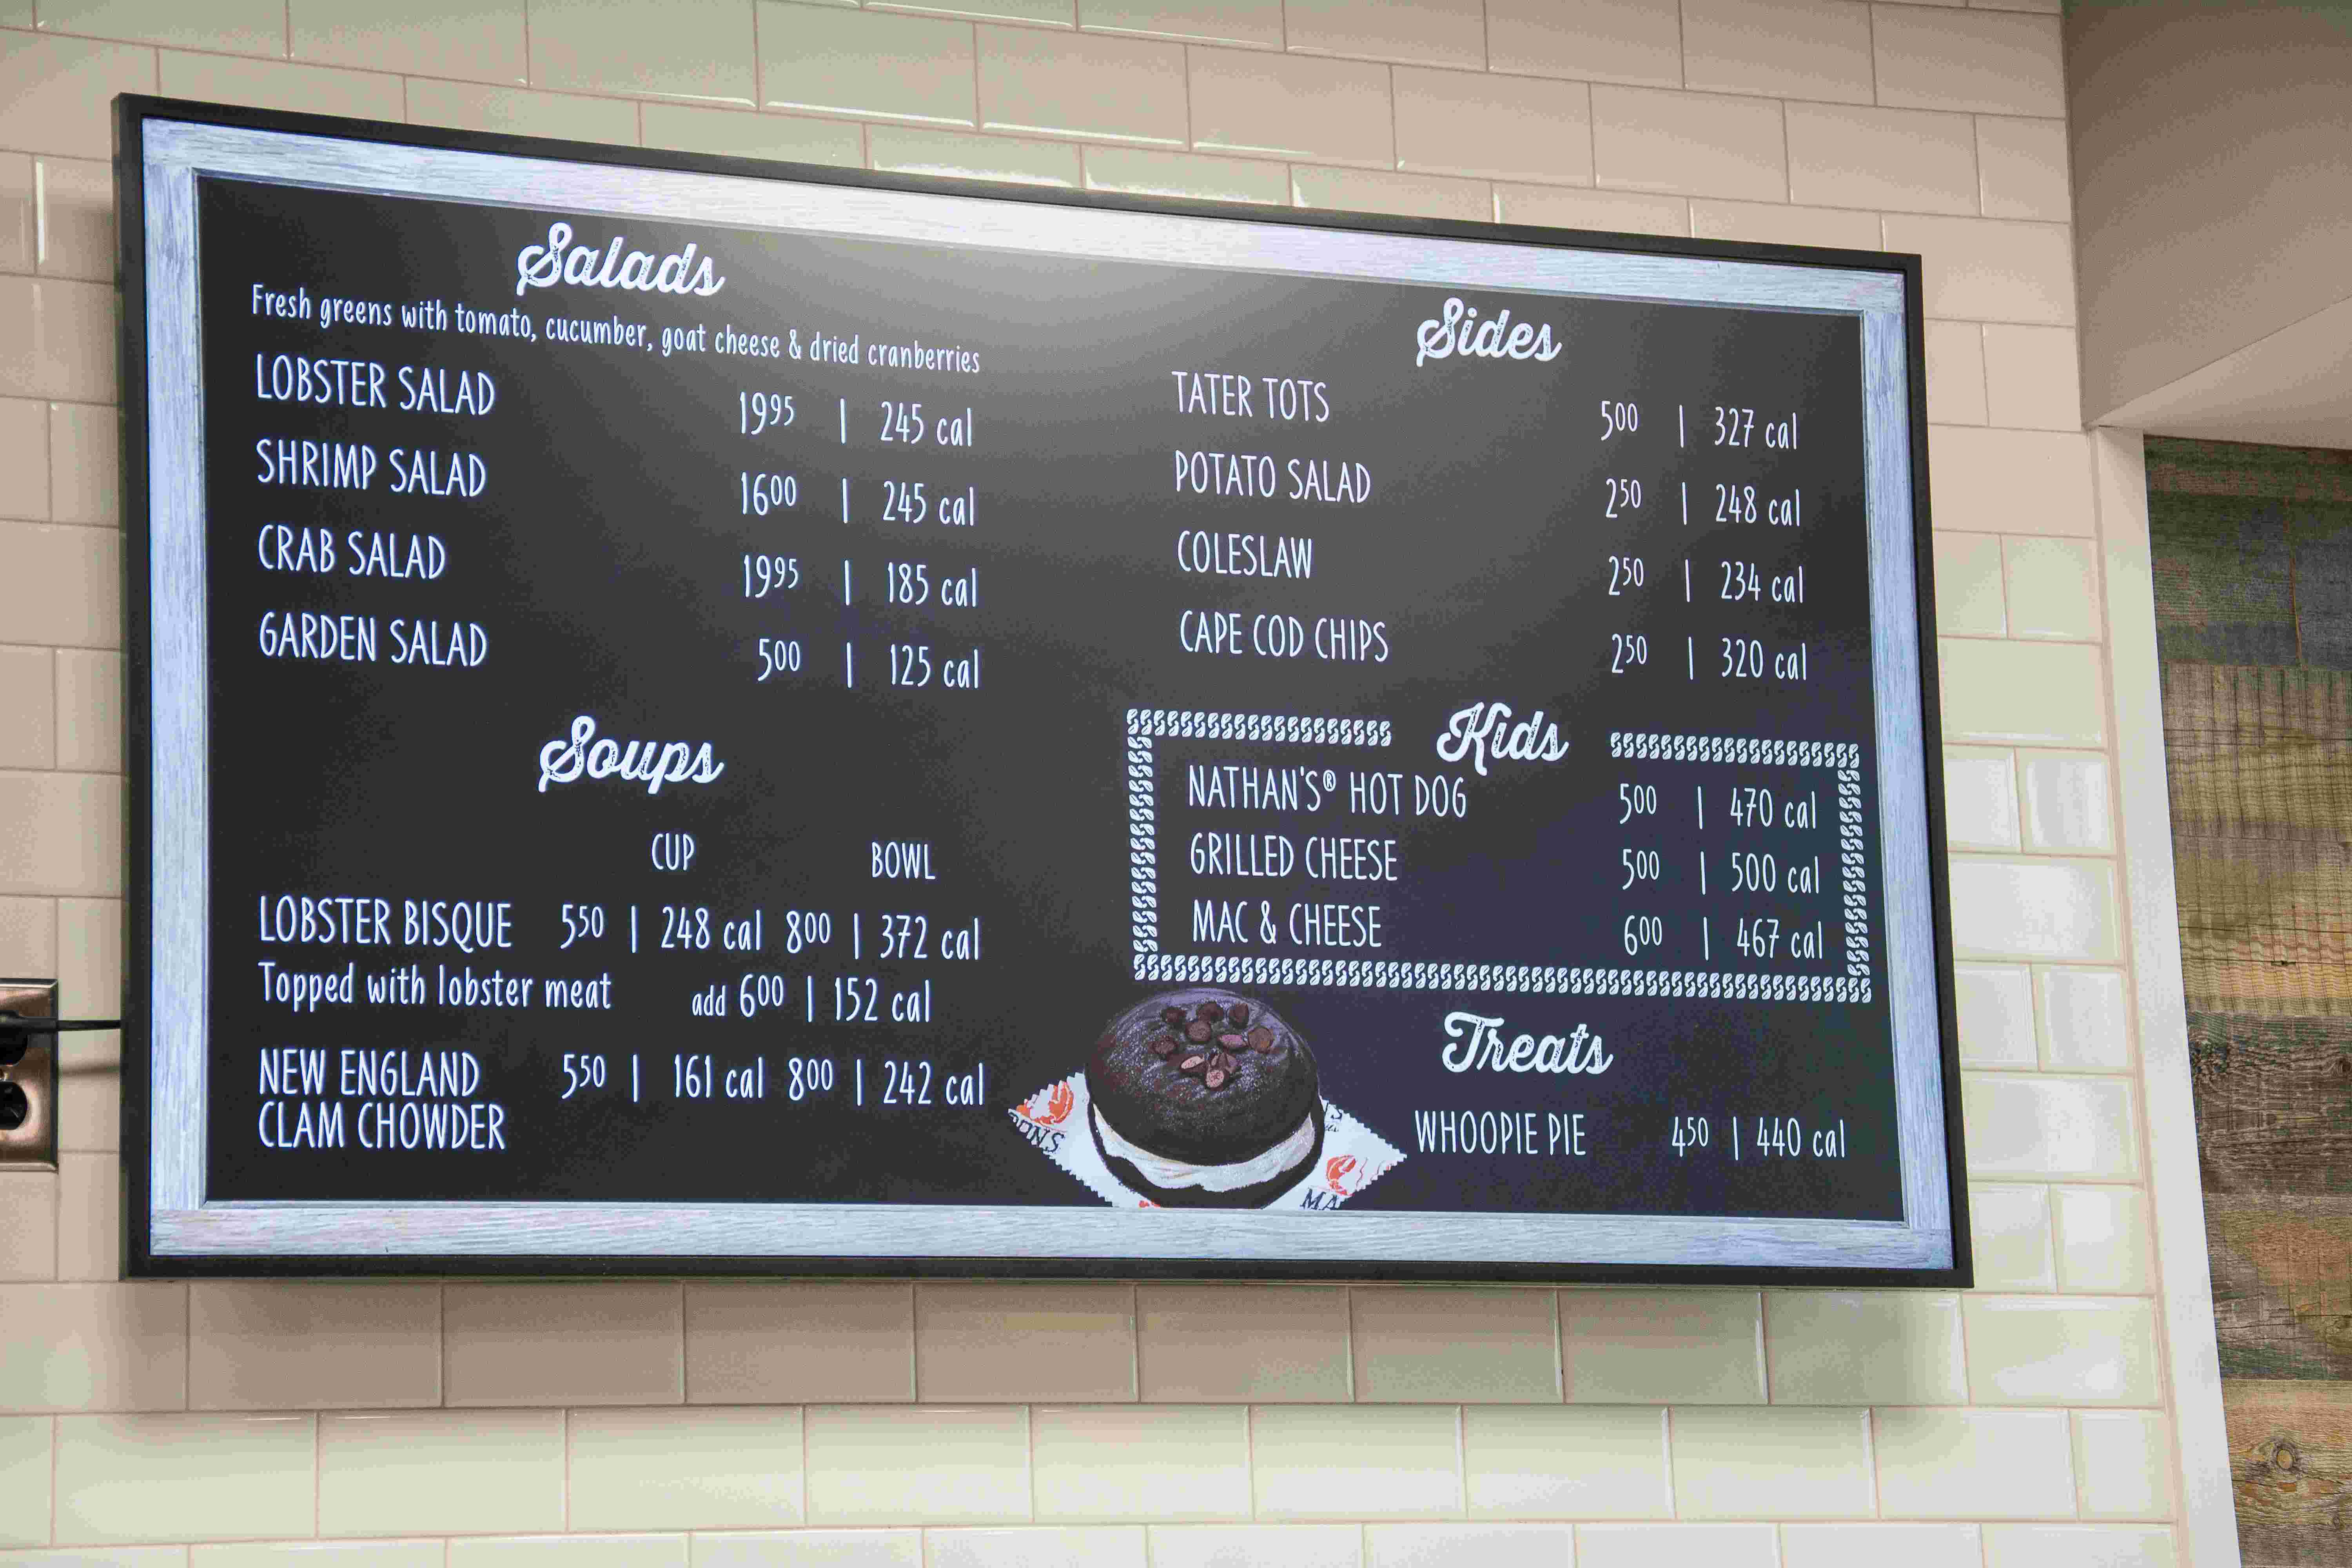 Salads
Fresh greens with tomato, cucumber, goat cheese & dried cranberries
LOBSTER SALAD 1995 | 245 cal
SHRIMP SALAD 1600 | 245 cal
CRAB SALAD 1995 | 185 cal
GARDEN SALAD 500 | 125 cal
Soups
CUP BOWL
LOBSTER BISQUE 550 | 248 cal 800 | 372 cal
Topped with lobster meat add 600 | 152 cal
NEW ENGLAND 550 | 161 cal 800 | 242 cal
CLAM CHOWDER
Sides
TATER TOTS 500 | 327 cal
POTATO SALAD 250 | 248 cal
COLESLAW 250 | 234 cal
CAPE COD CHIPS 250 | 320 cal
Kids
NATHAN'S® HOT DOG 500 | 470 cal
GRILLED CHEESE 500 | 500 cal
MAC & CHEESE 600 | 467 cal
Treats
WHOOPIE PIE 450 | 440 cal